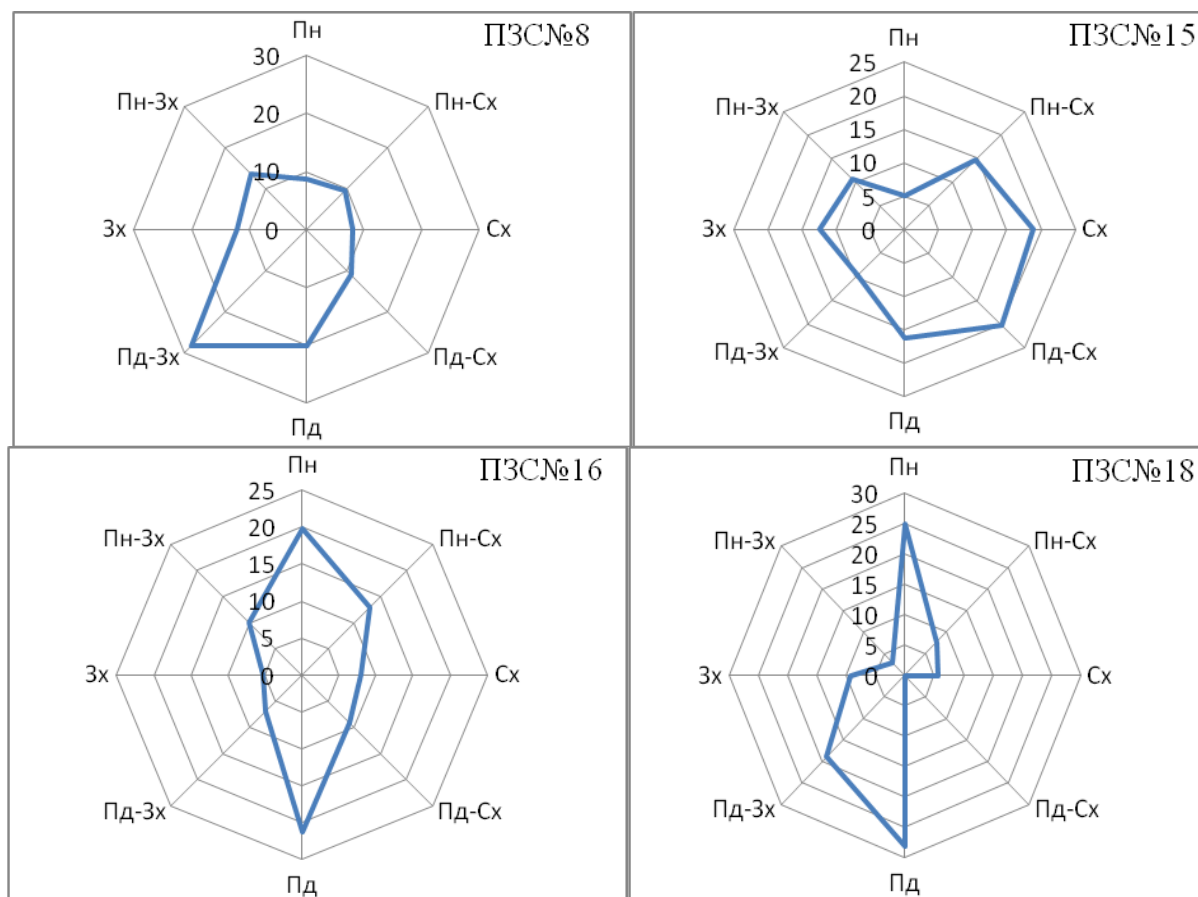 ПЗС№8
Пн
30
20
10
0
Пн-Сх
Сх
Пд-Сх
Пд
Пд-Зх
Зх
Пн-Зх
ПЗС№15
Пн
25
20
15
10
5
0
Пн-Сх
Сх
Пд-Сх
Пд
Пд-Зх
Зх
Пн-Зх
ПЗС№16
Пн
25
20
15
10
5
0
Пн-Сх
Сх
Пд-Сх
Пд
Пд-Зх
Зх
Пн-Зх
ПЗС№18
Пн
30
25
20
15
10
5
0
Пн-Сх
Сх
Пд-Сх
Пд
Пд-Зх
Зх
Пн-Зх